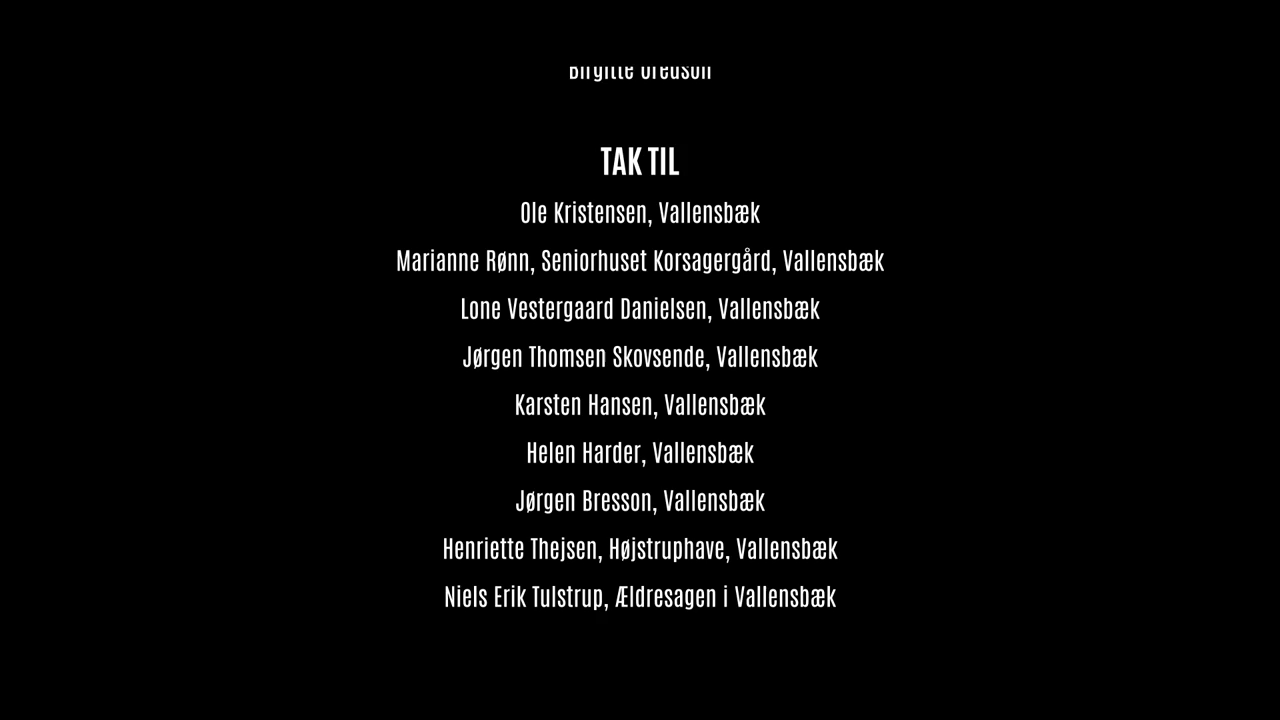 Birgitte
TAK TIL
Ole Kristensen, Vallensbæk
Marianne Rønn, Seniorhuset Korsagergård, Vallensbæk
Lone Vestergaard Danielsen, Vallensbæk
Jørgen Thomsen Skovsende, Vallensbæk
Karsten Hansen, Vallensbæk
Helen Harder, Vallensbæk
Jørgen Bresson, Vallensbæk
Henriette Thejsen, Højstruphave, Vallensbæk
Niels Erik Tulstrup, Ældresagen i Vallensbæk